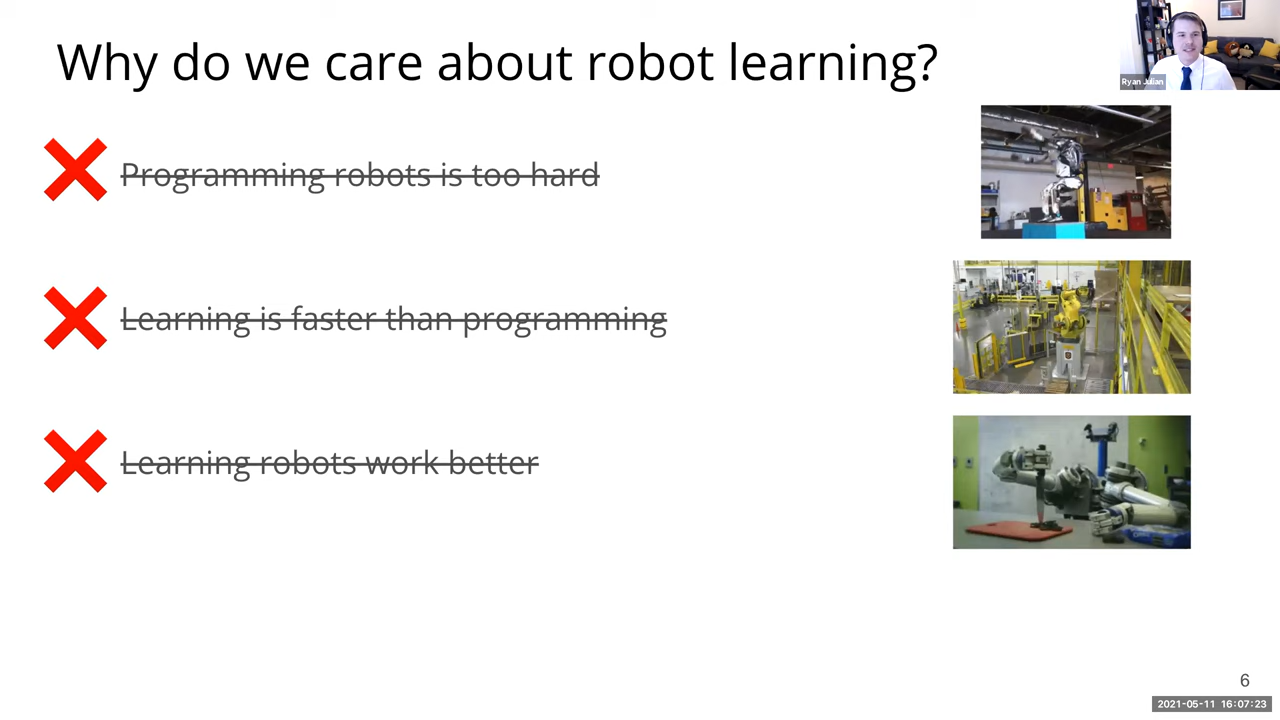 Why do we care about robot learning?
Ryan Julian
Programming robots is too hard
Learning is faster than programming
Learning robots work better
6
2021-05-11 16:07:23